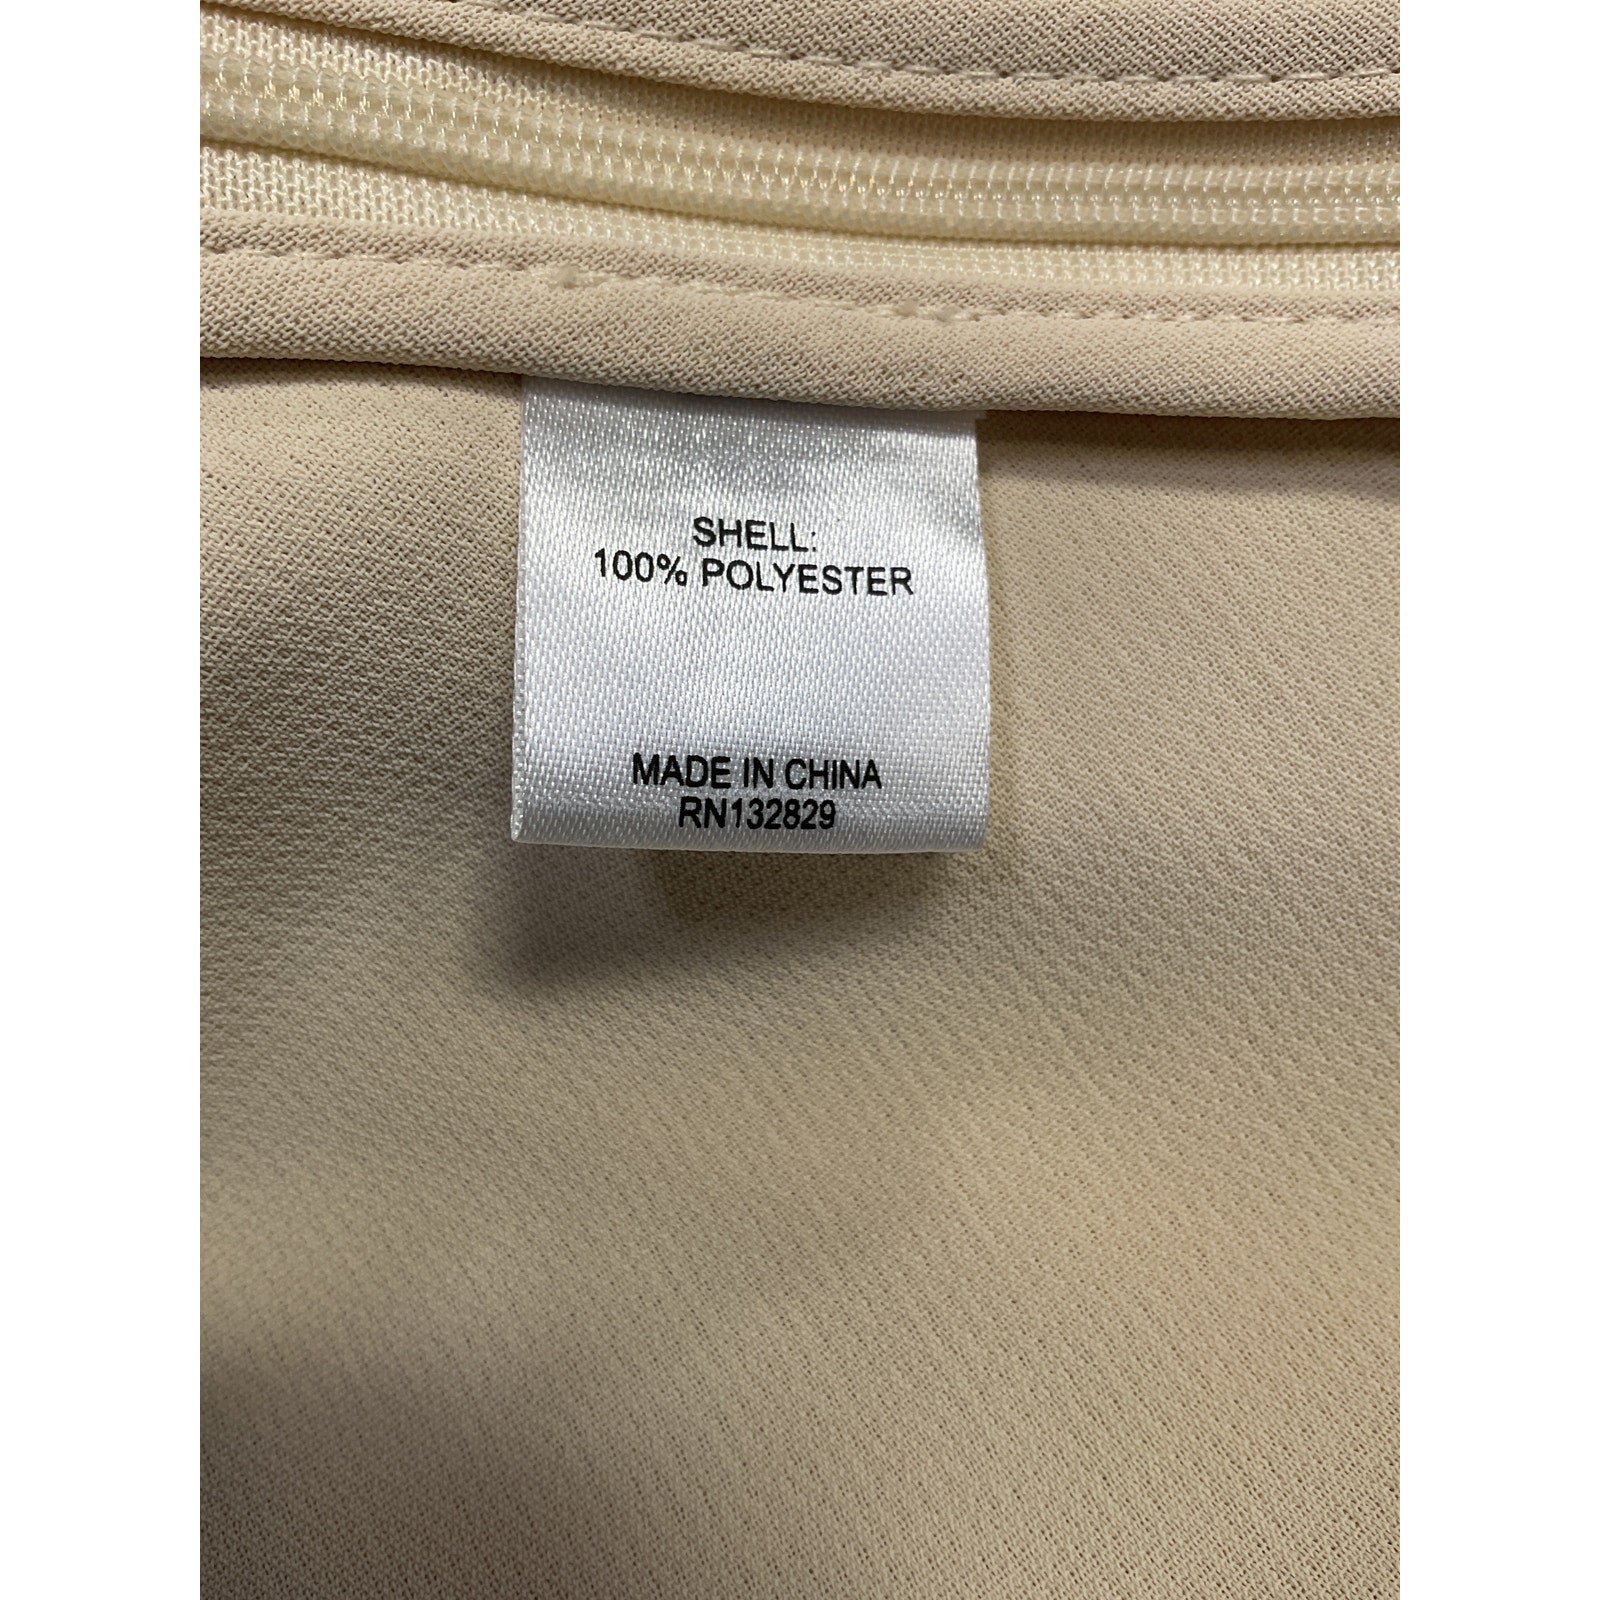 SHELL:
100% POLYESTER
MADE IN CHINA
RN132829